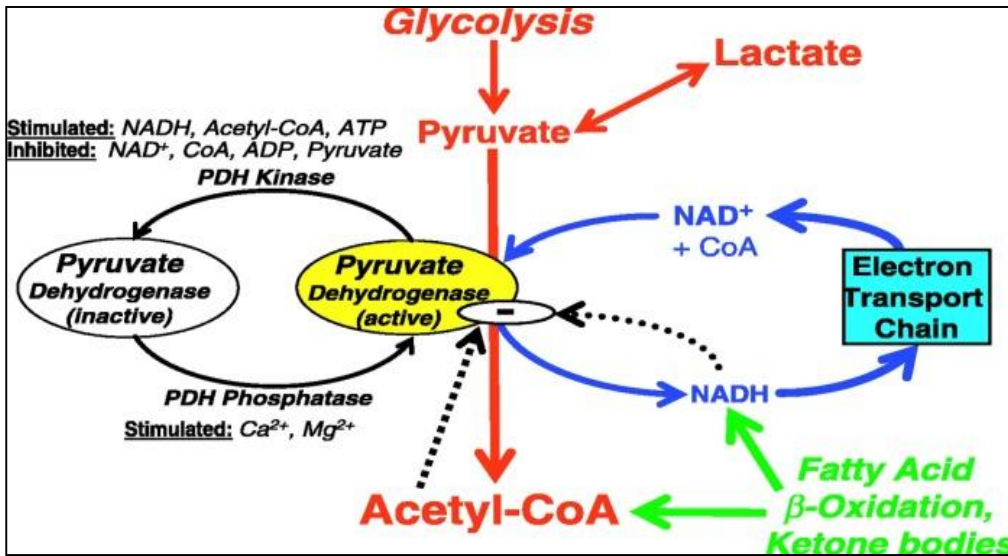 Glycolysis
Lactate
Pyruvate
Stimulated: NADH, Acetyl-CoA, ATP
Inhibited: NAD⁺, CoA, ADP, Pyruvate
PDH Kinase
Pyruvate
Dehydrogenase
(inactive)
Pyruvate
Dehydrogenase
(active)
-
NAD⁺
+ CoA
Electron
Transport
Chain
NADH
PDH Phosphatase
Stimulated: Ca²⁺, Mg²⁺
Acetyl-CoA
Fatty Acid
β-Oxidation,
Ketone bodies